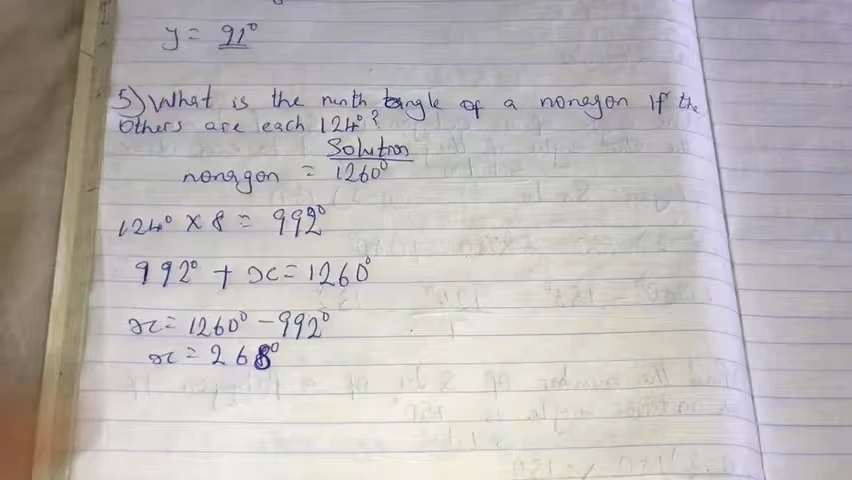 y = 91°
5) What is the ninth angle of a nonagon if the
others are each 124°?
Solution
nonagon = 1260°
124° × 8 = 992°
992° + x = 1260°
x = 1260° - 992°
x = 268°